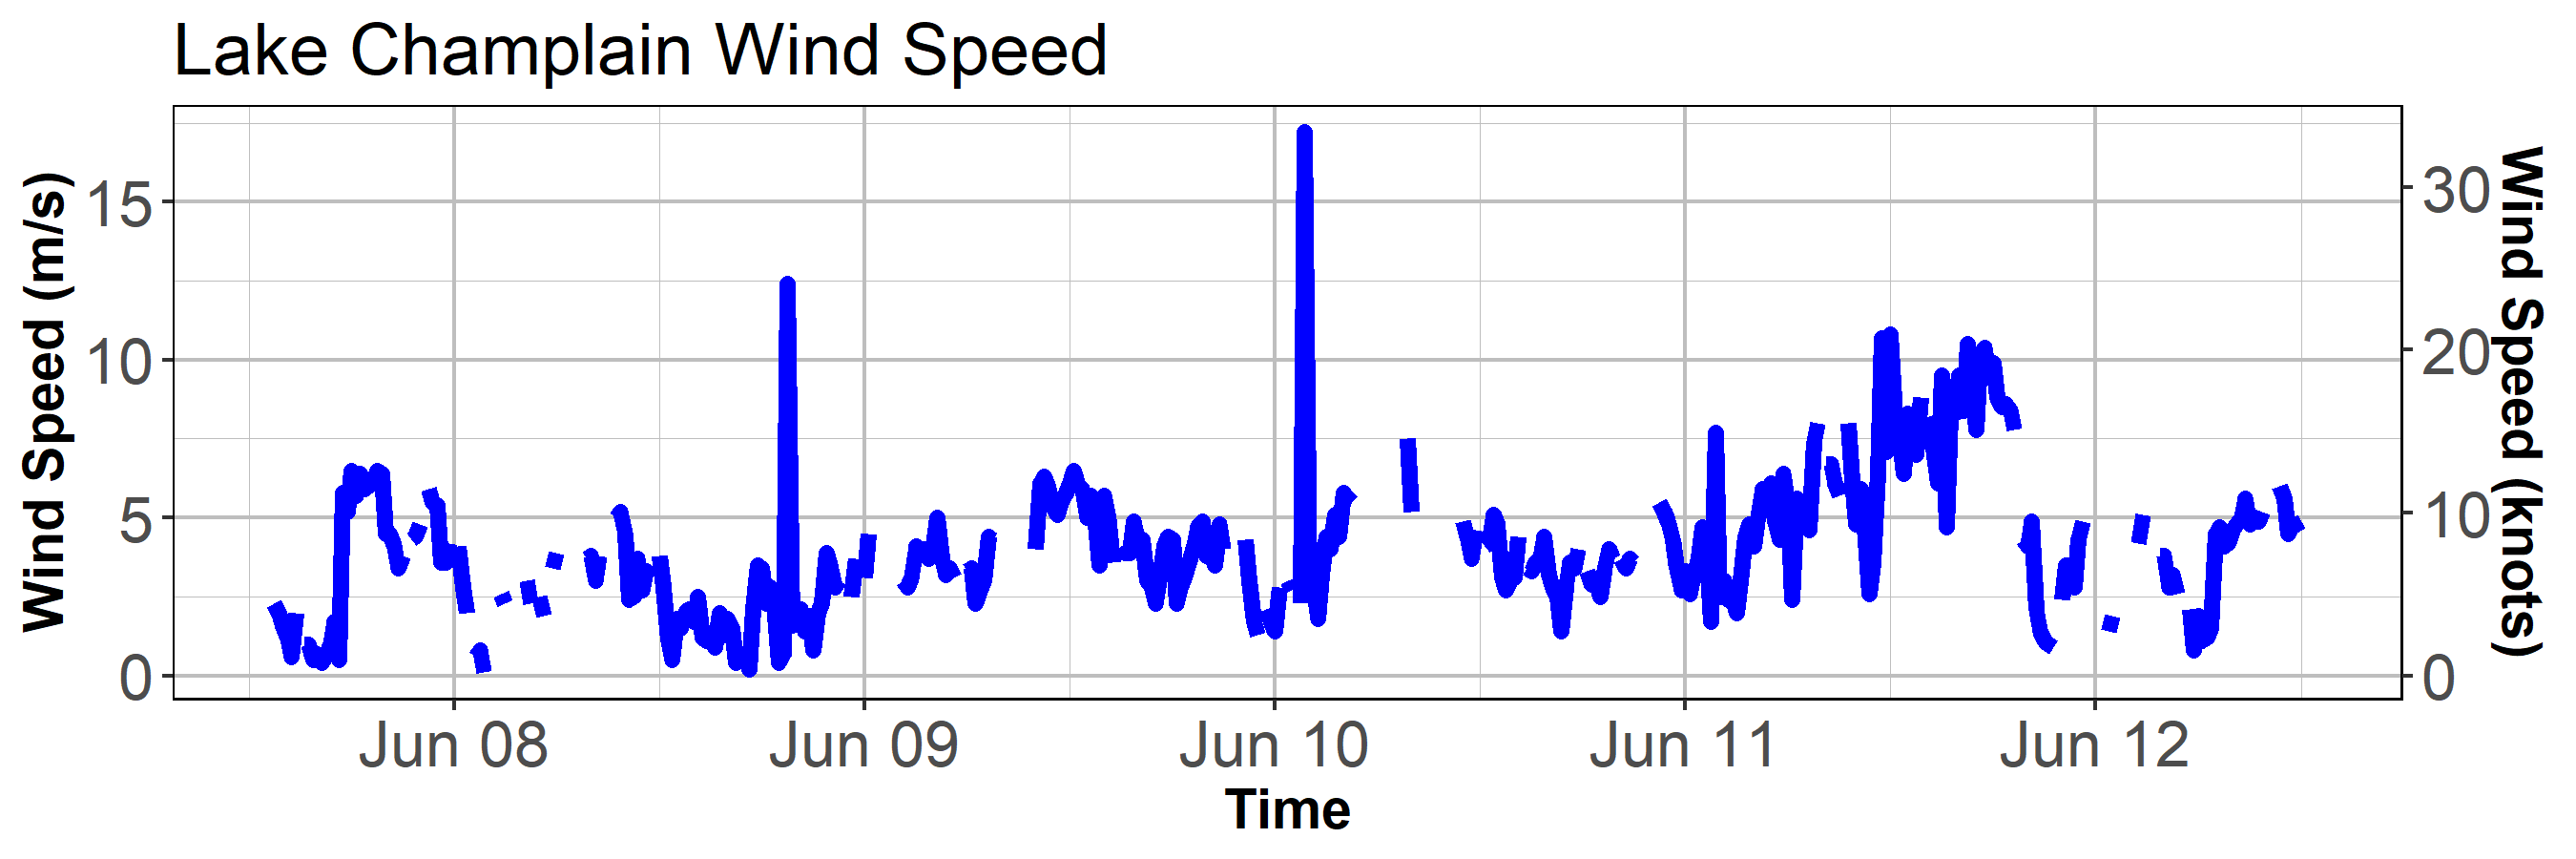 Lake Champlain Wind Speed
Wind Speed (m/s)
15
10
5
0
30
20
10
0
Wind Speed (knots)
Jun 08 Jun 09 Jun 10 Jun 11 Jun 12
Time